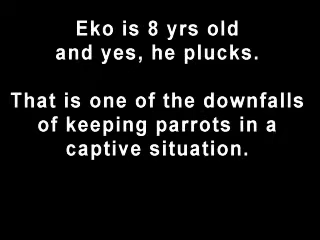 Eko is 8 yrs old
and yes, he plucks.
That is one of the downfalls
of keeping parrots in a
captive situation.